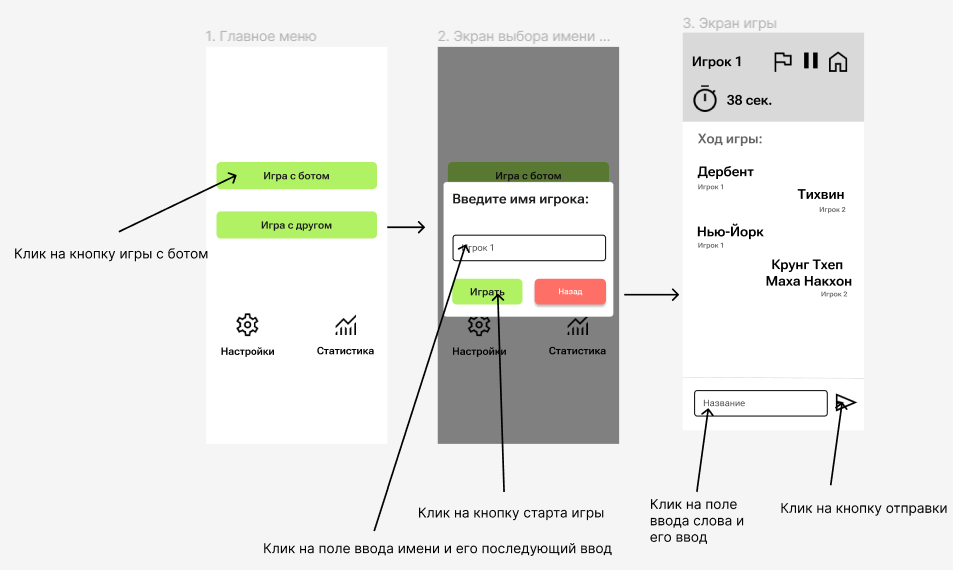 1. Главное меню
Игра с ботом
Игра с другом
Настройки
Статистика
Клик на кнопку игры с ботом
2. Экран выбора имени ...
Игра с ботом
Введите имя игрока:
Игрок 1
Играть
Назад
Настройки
Статистика
Клик на кнопку старта игры
Клик на поле ввода имени и его последующий ввод
3. Экран игры
Игрок 1
38 сек.
Ход игры:
Дербент
Игрок 1
Тихвин
Игрок 2
Нью-Йорк
Игрок 1
Крунг Тхеп
Маха Накхон
Игрок 2
Название
Клик на поле
ввода слова и
его ввод
Клик на кнопку отправки